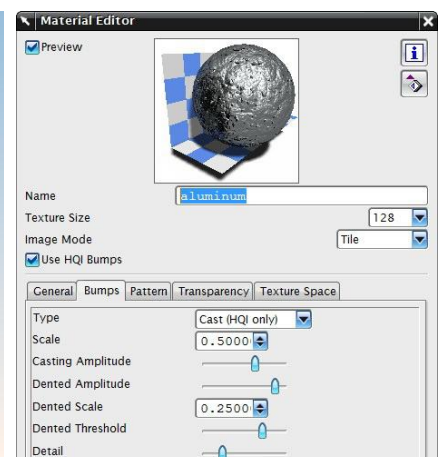 Material Editor
Preview
Name aluminum
Texture Size 128
Image Mode Tile
Use HQI Bumps
General Bumps Pattern Transparency Texture Space
Type Cast (HQI only)
Scale 0.5000
Casting Amplitude
Dented Amplitude
Dented Scale 0.2500
Dented Threshold
Detail